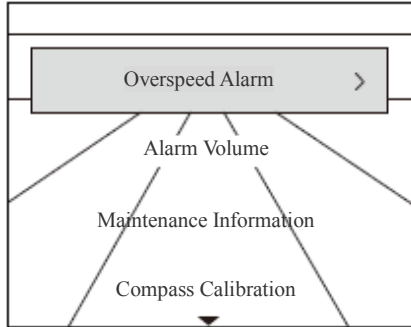 Overspeed Alarm
Alarm Volume
Maintenance Information
Compass Calibration